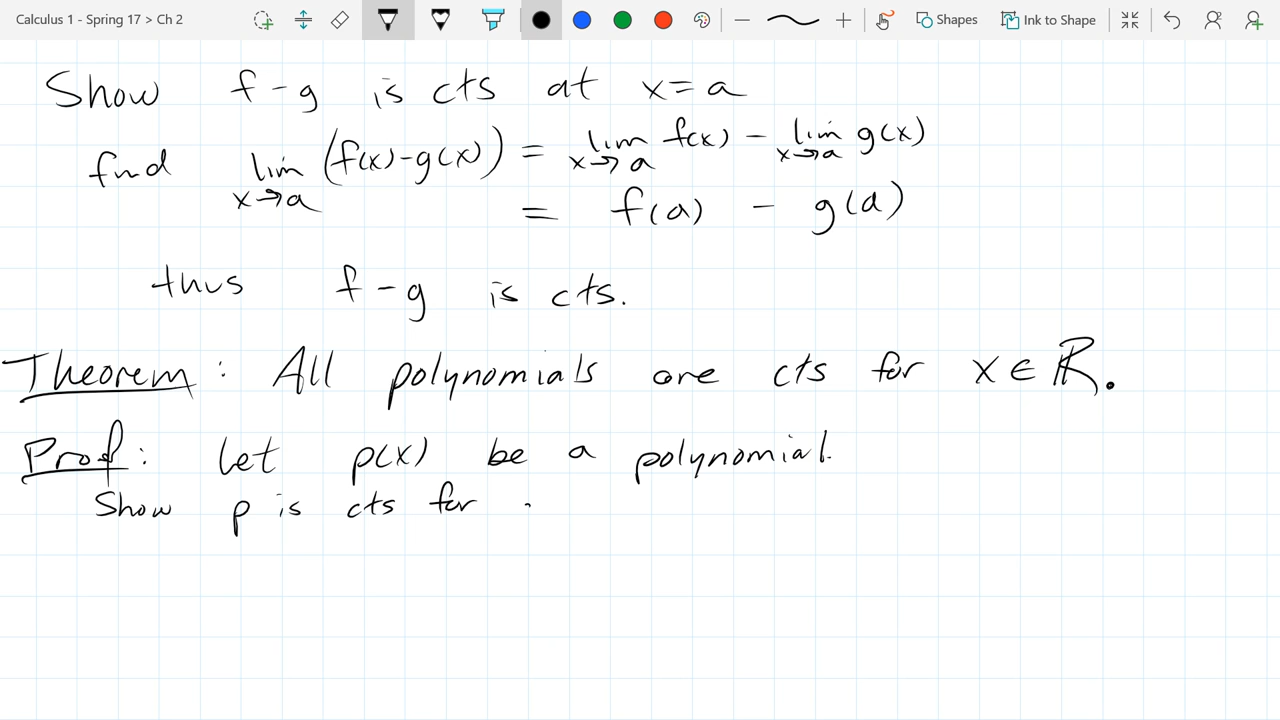 Calculus 1 - Spring 17 > Ch 2 Shapes Ink to Shape
Show f-g is cts at x=a
find lim x→a (f(x)-g(x)) = lim x→a f(x) - lim x→a g(x)
= f(a) - g(a)
thus f-g is cts.
Theorem: All polynomials are cts for x∈ℝ.
Proof: Let p(x) be a polynomial.
Show p is cts for